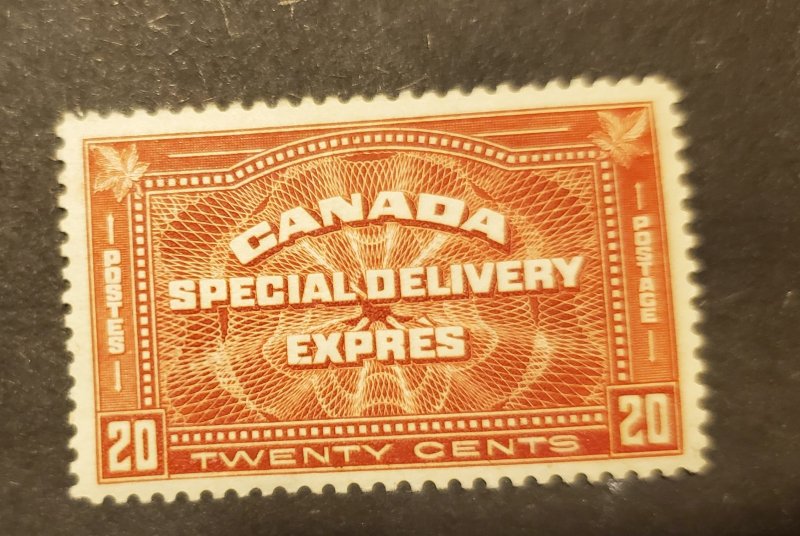 CANADA
POSTES
SPECIAL DELIVERY
POSTAGE
EXPRES
20
TWENTY CENTS
20